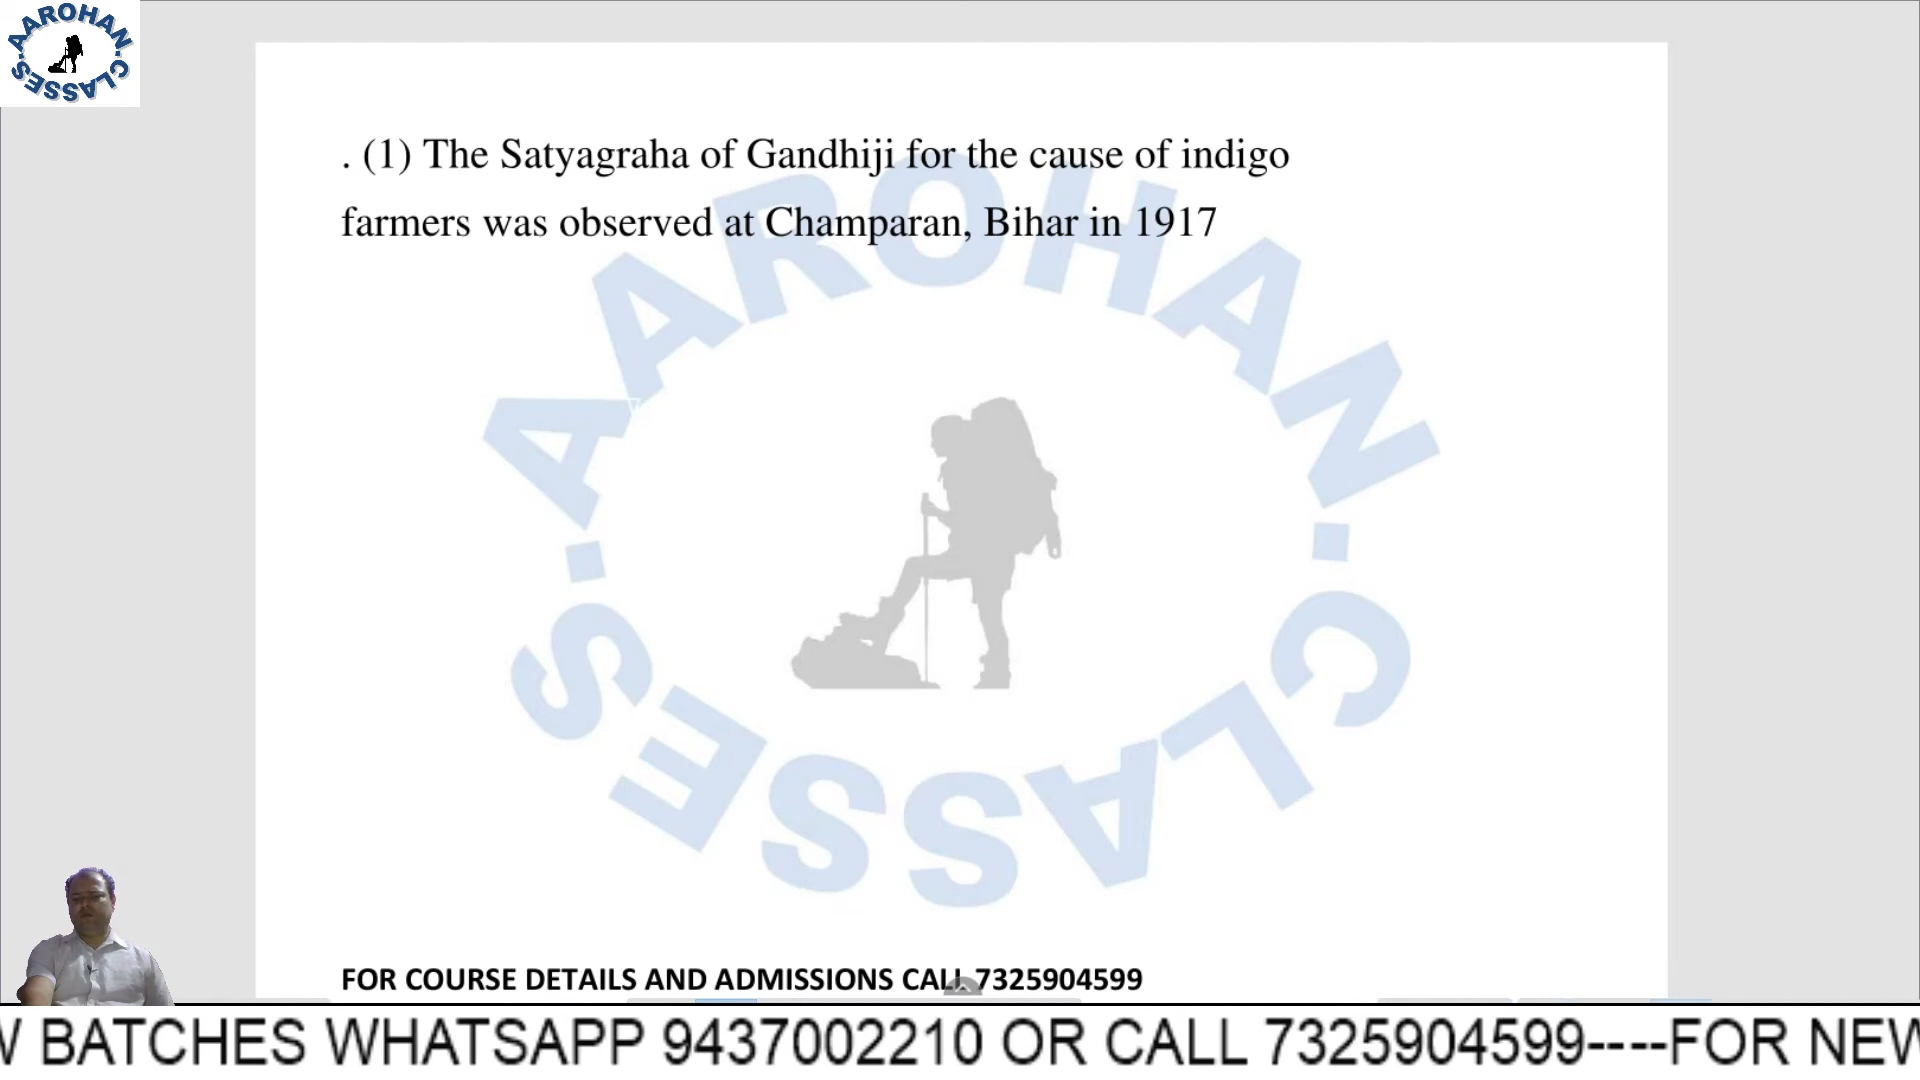 AAROHAN.CLASSES.
. (1) The Satyagraha of Gandhiji for the cause of indigo
farmers was observed at Champaran, Bihar in 1917
AAROHAN.CLASSES.
FOR COURSE DETAILS AND ADMISSIONS CALL 7325904599
BATCHES WHATSAPP 9437002210 OR CALL 7325904599----FOR NEW